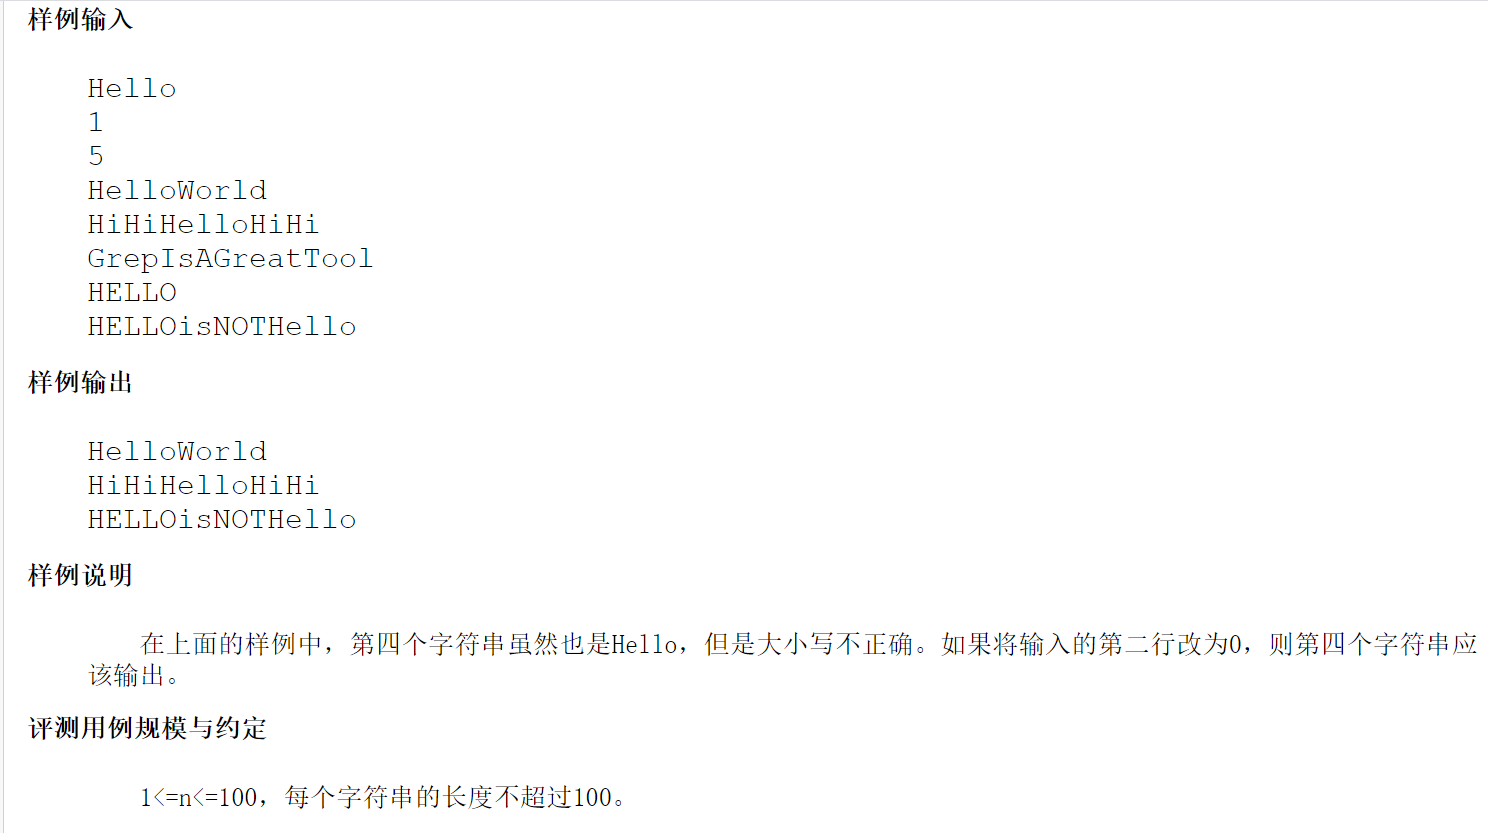 样例输入
Hello
1
5
HelloWorld
HiHiHelloHiHi
GrepIsAGreatTool
HELLO
HELLOisNOTHello
样例输出
HelloWorld
HiHiHelloHiHi
HELLOisNOTHello
样例说明
在上面的样例中，第四个字符串虽然也是Hello，但是大小写不正确。如果将输入的第二行改为0，则第四个字符串应
该输出。
评测用例规模与约定
1<=n<=100，每个字符串的长度不超过100。